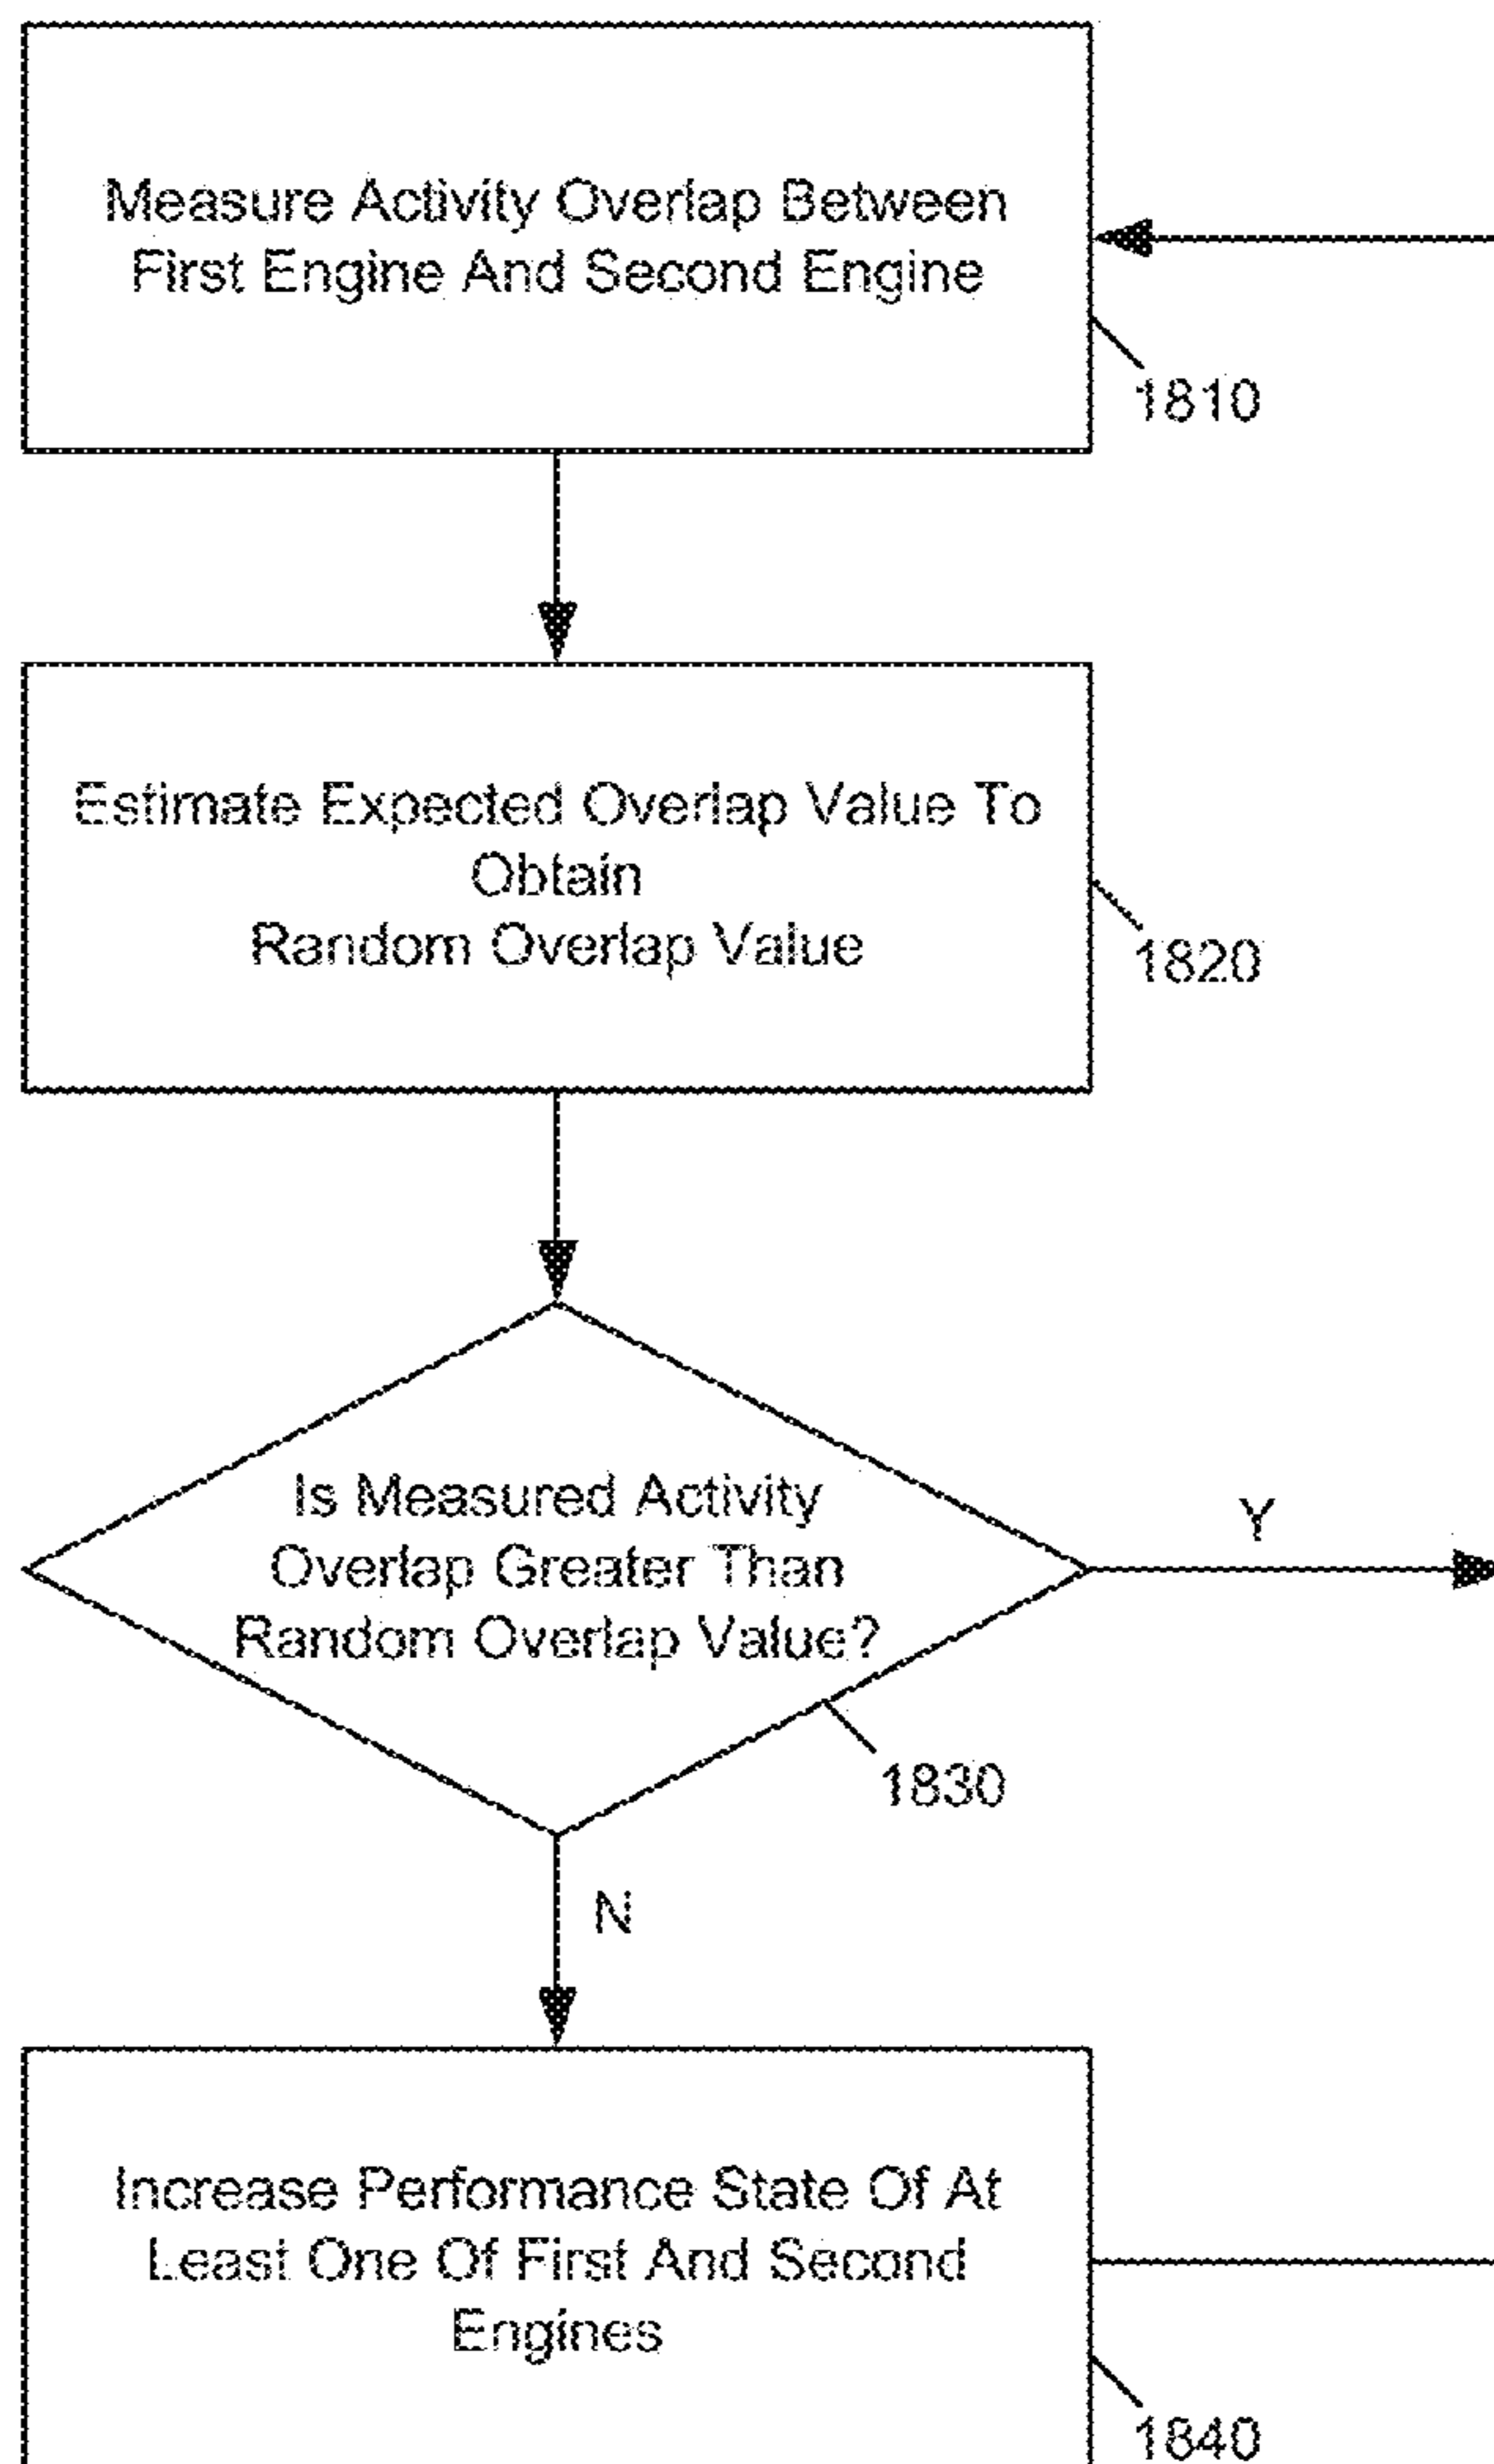 Measure Activity Overlap Between
First Engine And Second Engine
1810
Estimate Expected Overlap Value To
Obtain
Random Overlap Value
1820
Is Measured Activity
Overlap Greater Than
Random Overlap Value?
Y
1830
N
Increase Performance State Of At
Least One Of First And Second
Engines
1840